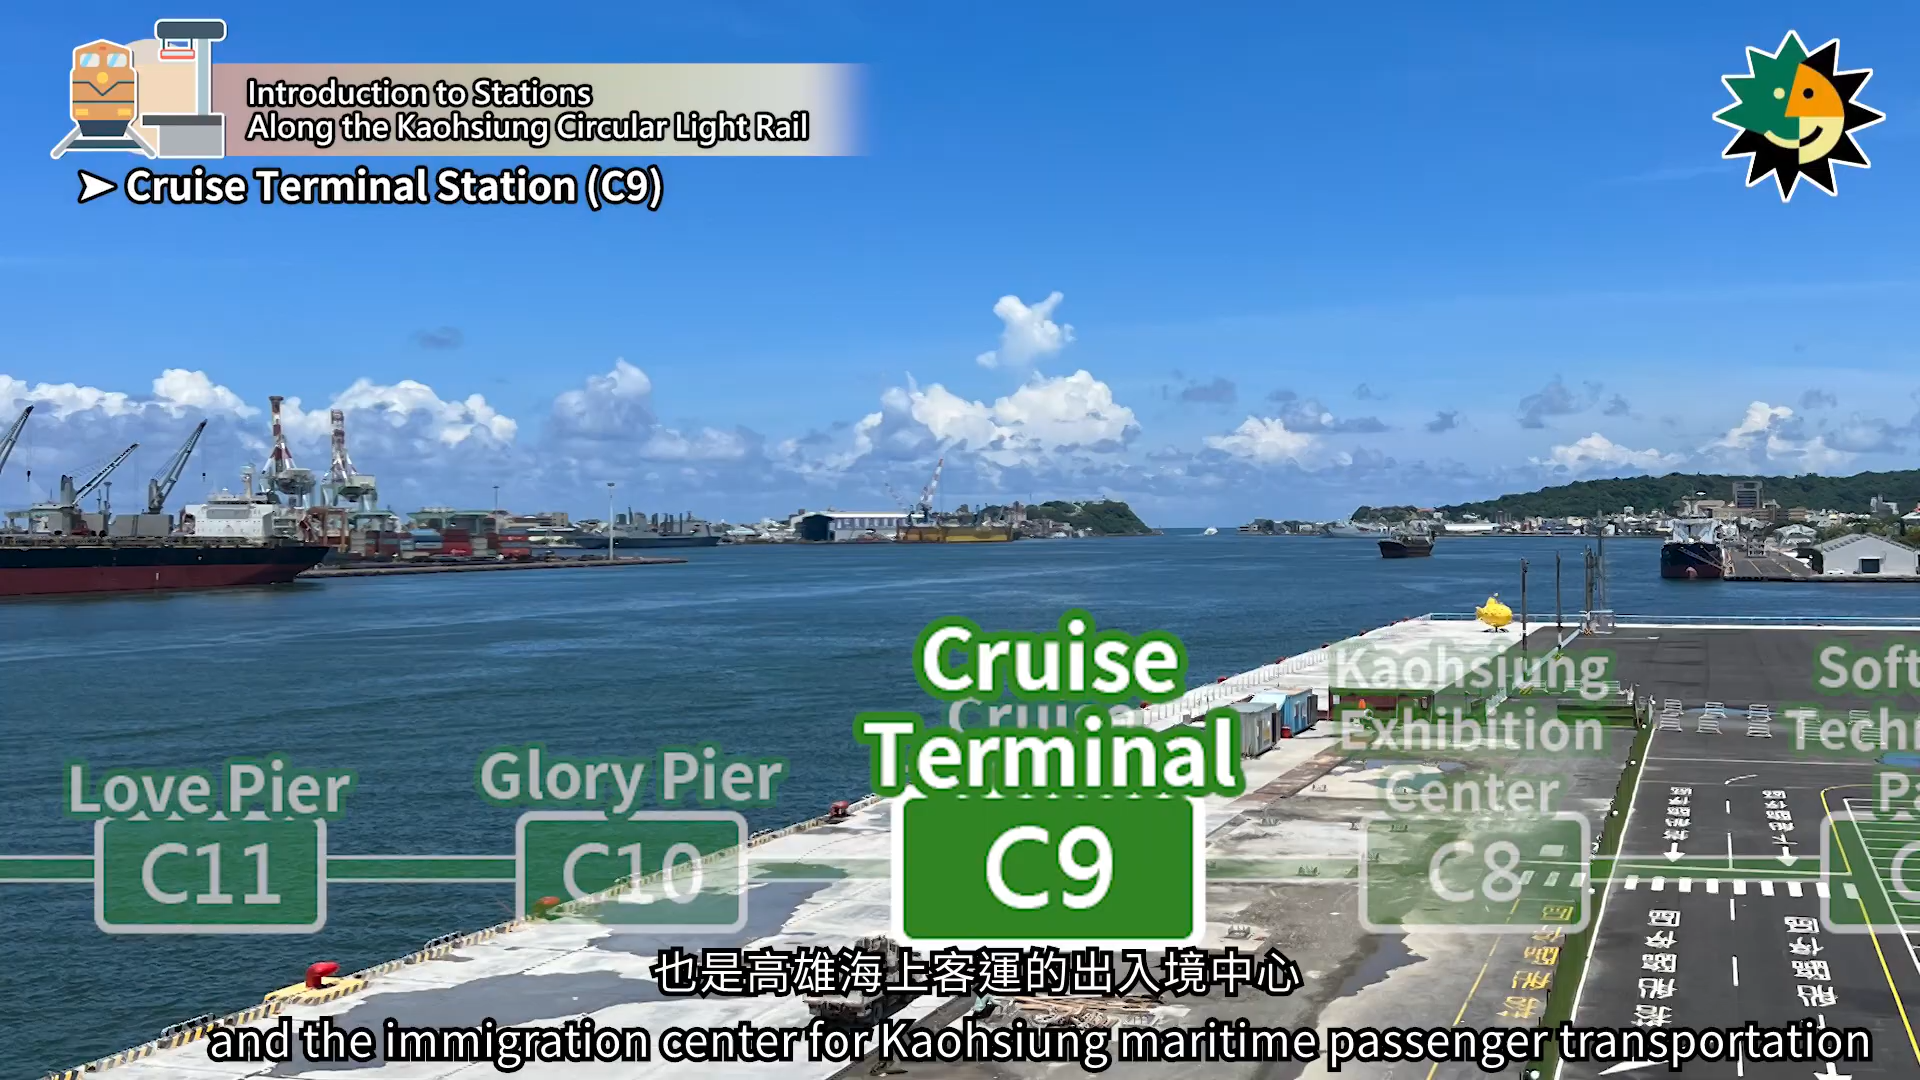 Introduction to Stations
Along the Kaohsiung Circular Light Rail
➤ Cruise Terminal Station (C9)
Love Pier
C11
Glory Pier
C10
Cruise
Terminal
C9
Kaohsiung
Exhibition
Center
C8
也是高雄海上客運的出入境中心
and the immigration center for Kaohsiung maritime passenger transportation